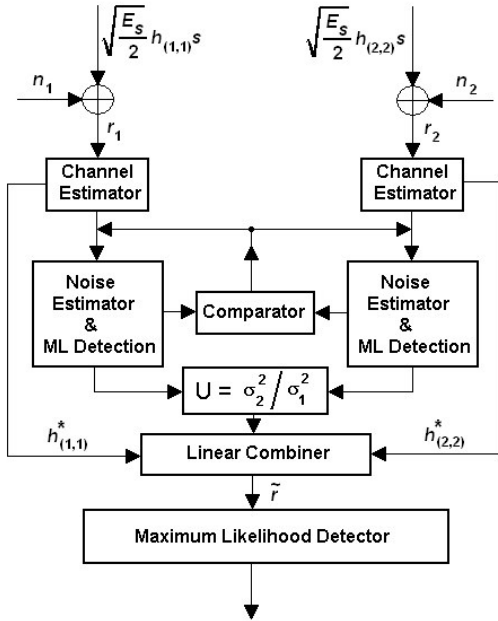 √(E_s/2) h_(1,1) s
√(E_s/2) h_(2,2) s
n_1
n_2
r_1
r_2
Channel
Estimator
Channel
Estimator
Noise
Estimator
&
ML Detection
Comparator
Noise
Estimator
&
ML Detection
U = σ_2^2 / σ_1^2
h*_(1,1)
h*_(2,2)
Linear Combiner
r̃
Maximum Likelihood Detector